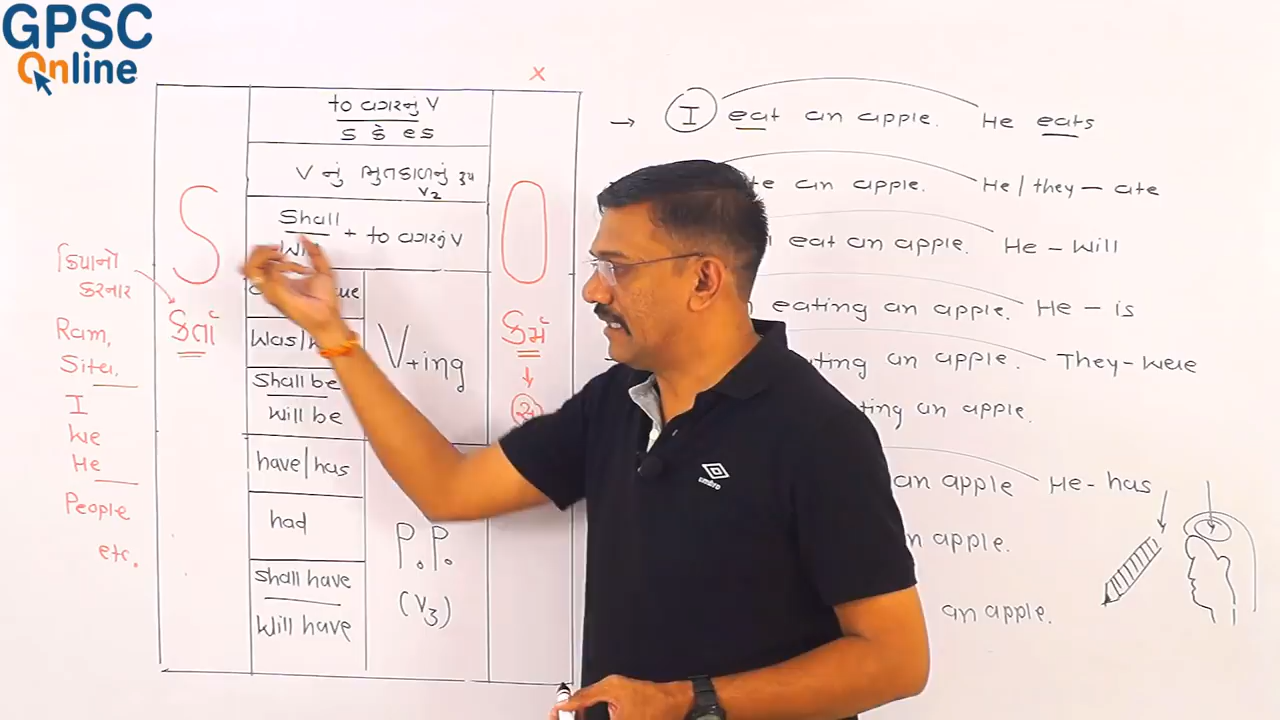 GPSC
Online
x
to વગરનું V
s કે es
V નું ભુતકાળનું રૂપ
V2
Shall + to વગરનું V
S
O
ક્રિયાનો
કરનાર
કર્તા
કર્મ
Ram,
Sita,
I
We
He
People
etc.
V+ing
Shall be
Will be
have/has
had
shall have
Will have
P.P.
(V3)
→ I eat an apple. He eats
an apple. He/they - ate
eat an apple. He - Will
eating an apple. He - is
an apple. They - were
an apple.
an apple He - has
apple.
an apple.
umbro